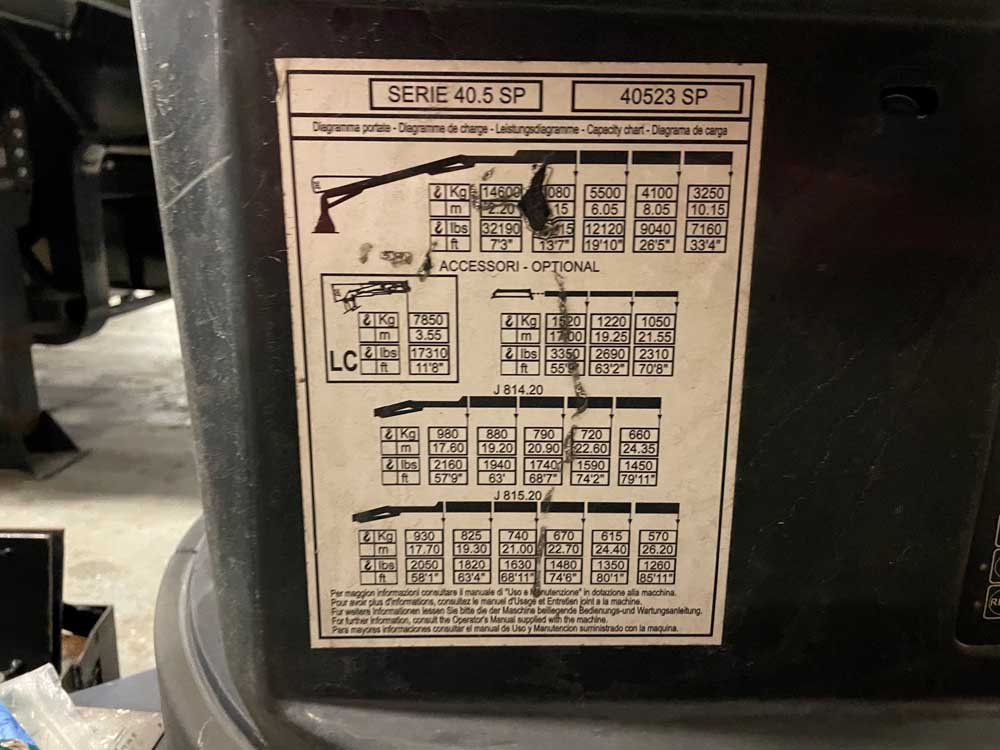 SERIE 40.5 SP 40523 SP
Diagramma portate - Diagramme de charge - Leistungsdiagramme - Capacity chart - Diagrama de carga
Kg 14600 5500 4100 3250
m 2.20 6.05 8.05 10.15
lbs 32190 12120 9040 7160
ft 7'3" 13'7" 19'10" 26'5" 33'4"
ACCESSORI - OPTIONAL
Kg 7850
m 3.55
lbs 17310
ft 11'8"
LC
Kg 1520 1220 1050
m 17.00 19.25 21.55
lbs 3350 2690 2310
ft 55'9" 63'2" 70'8"
J 814.20
Kg 980 880 790 720 660
m 17.60 19.20 20.90 22.60 24.35
lbs 2160 1940 1740 1590 1450
ft 57'9" 63' 68'7" 74'2" 79'11"
J 815.20
Kg 930 825 740 670 615 570
m 17.70 19.30 21.00 22.70 24.40 26.20
lbs 2050 1820 1630 1480 1350 1260
ft 58'1" 63'4" 68'11" 74'6" 80'1" 85'11"
Per maggiori informazioni consultare il manuale di "Uso e Manutenzione" in dotazione alla macchina.
Pour avoir plus d'informations, consultez le manuel d'Usage et Entretien joint a la machine.
Für weitere Informationen lessen Sie bitte die der Maschine beiliegende Bedienungs-und Wartungsanleitung.
For further information, consult the Operator's Manual supplied with the machine.
Para mayores informaciones consultar el manual de Uso y Manutencion suministrado con la maquina.